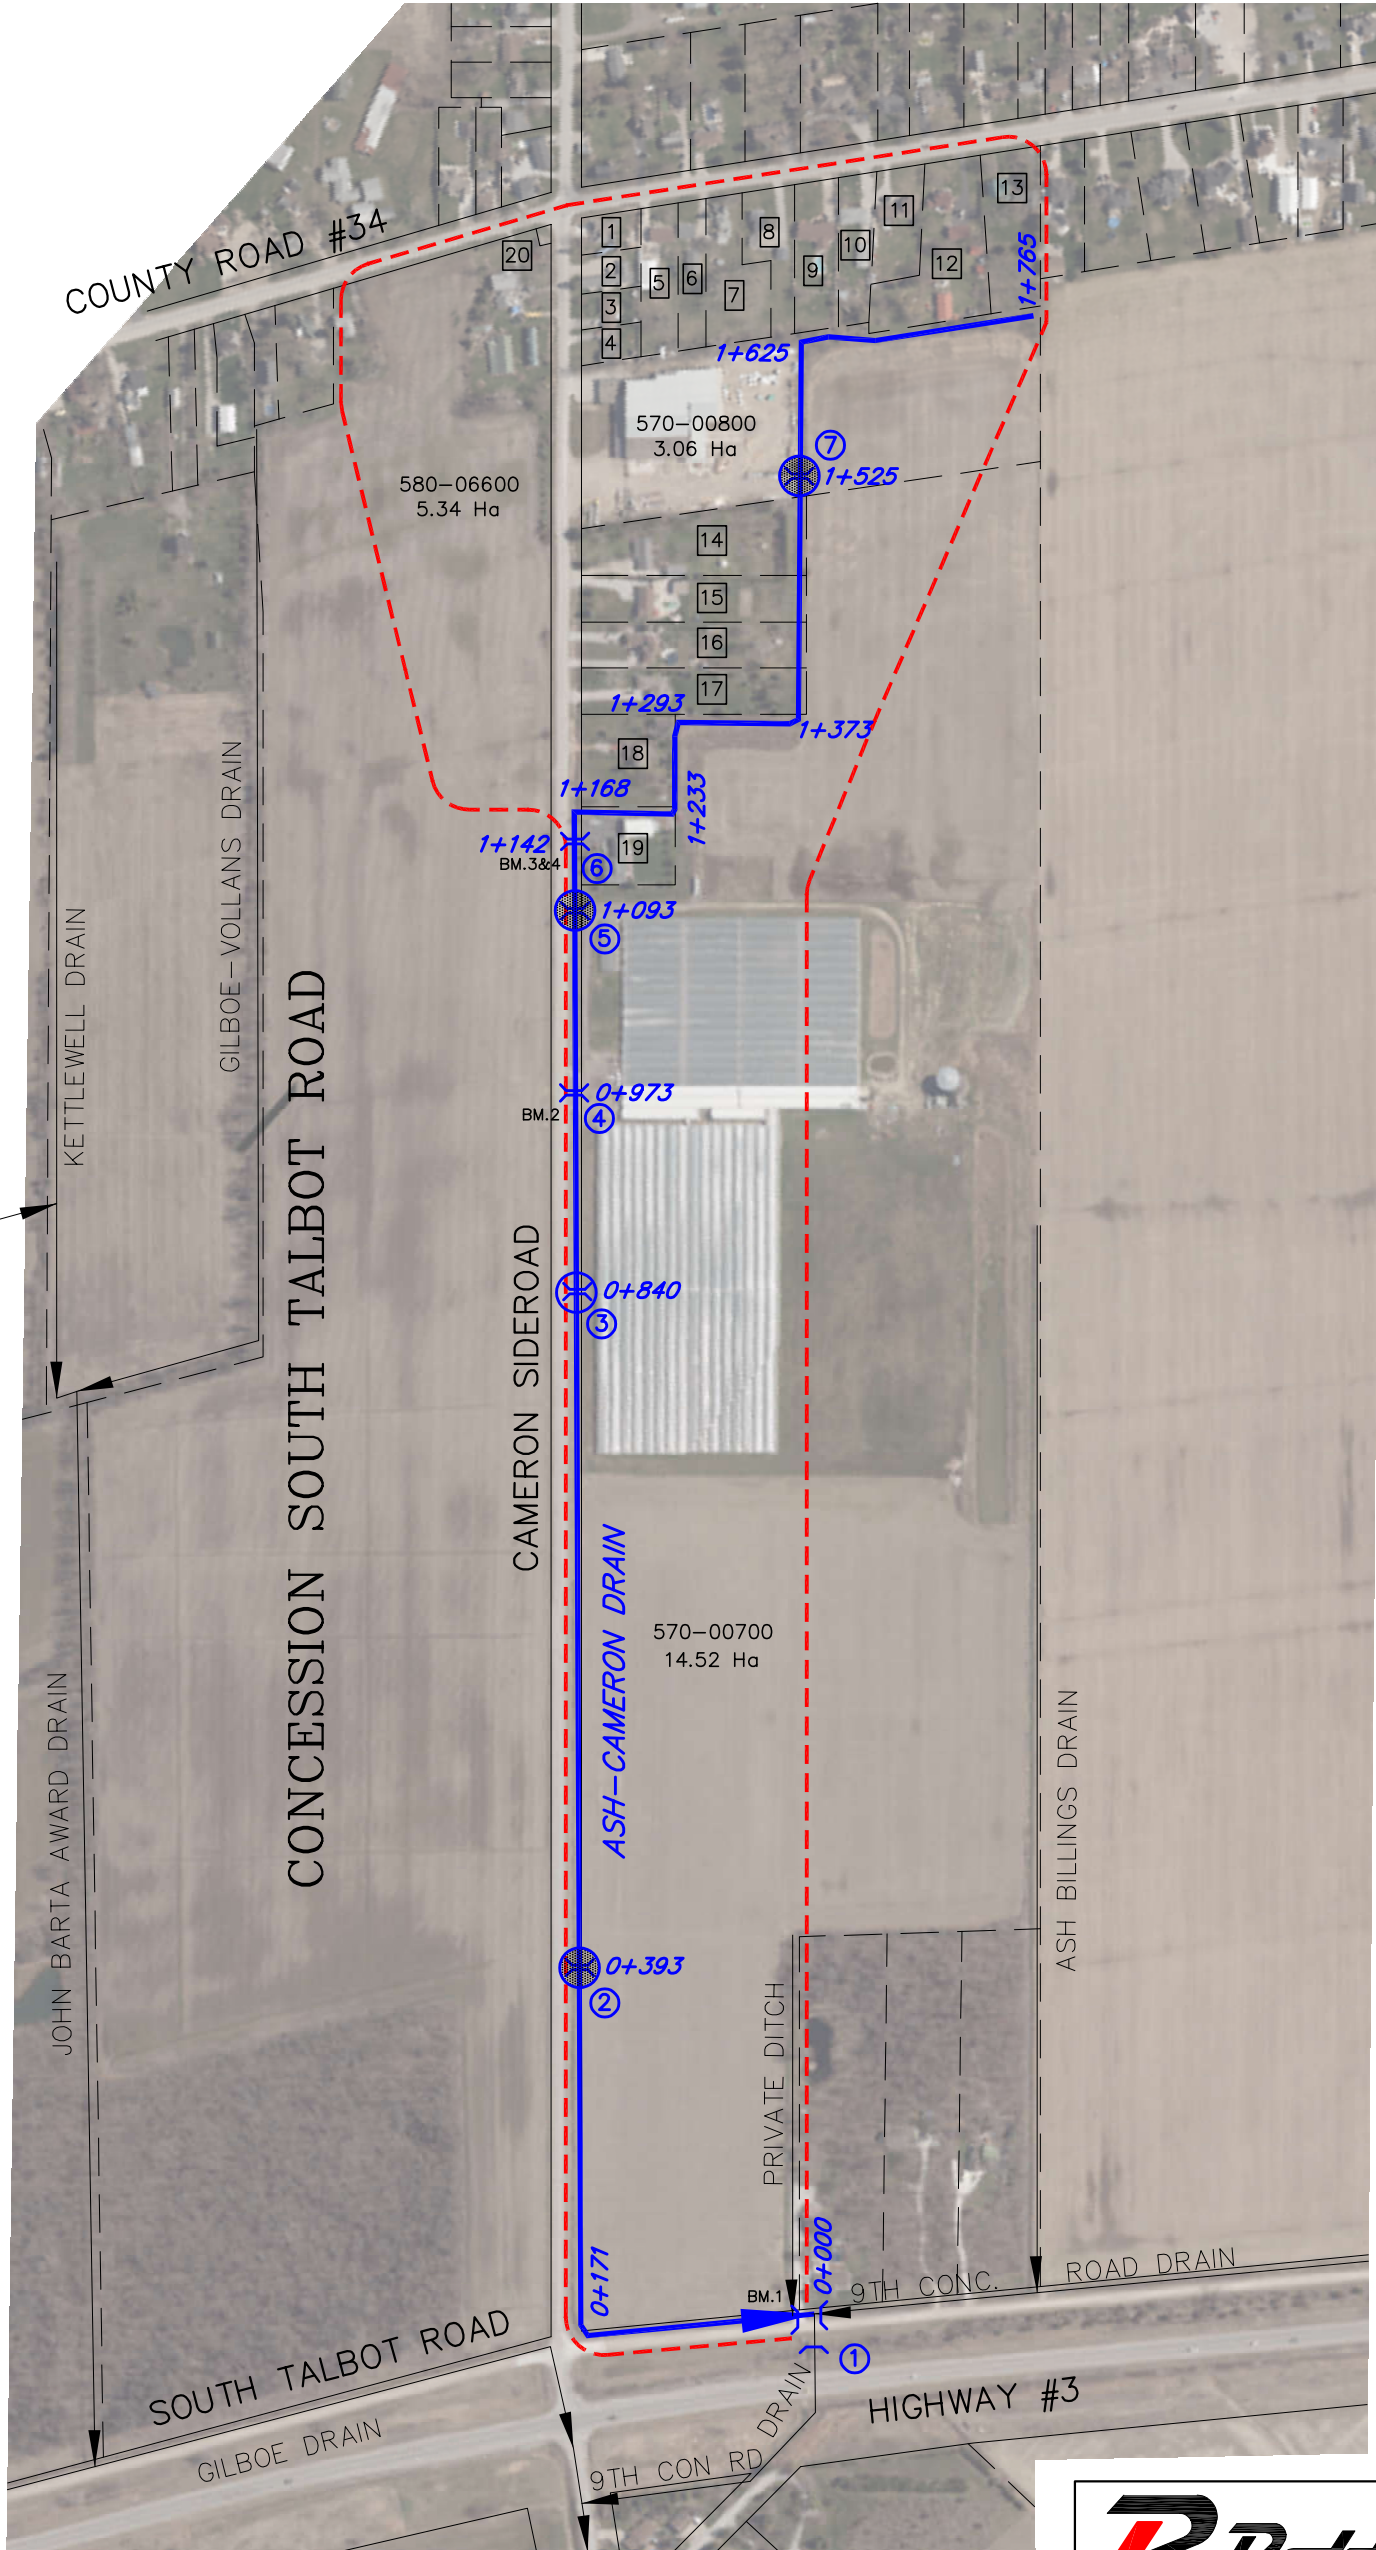 COUNTY ROAD #34
20
1
2
3
4
5
6
7
8
9
10
11
12
13
1+765
1+625
570-00800
3.06 Ha
7
1+525
580-06600
5.34 Ha
14
15
16
17
1+293
1+373
18
1+168
1+233
1+142
BM.3&4
19
6
1+093
5
GILBOE-VOLLANS DRAIN
KETTLEWELL DRAIN
CONCESSION SOUTH TALBOT ROAD
0+973
BM.2
4
CAMERON SIDEROAD
0+840
3
ASH-CAMERON DRAIN
570-00700
14.52 Ha
JOHN BARTA AWARD DRAIN
ASH BILLINGS DRAIN
0+393
2
PRIVATE DITCH
0+171
0+000
BM.1
9TH CONC. ROAD DRAIN
1
SOUTH TALBOT ROAD
GILBOE DRAIN
HIGHWAY #3
9TH CON RD DRAIN